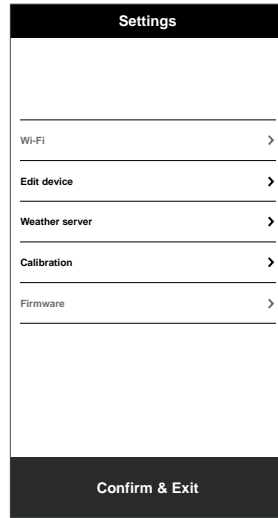 Settings
Wi-Fi
Edit device
Weather server
Calibration
Firmware
Confirm & Exit